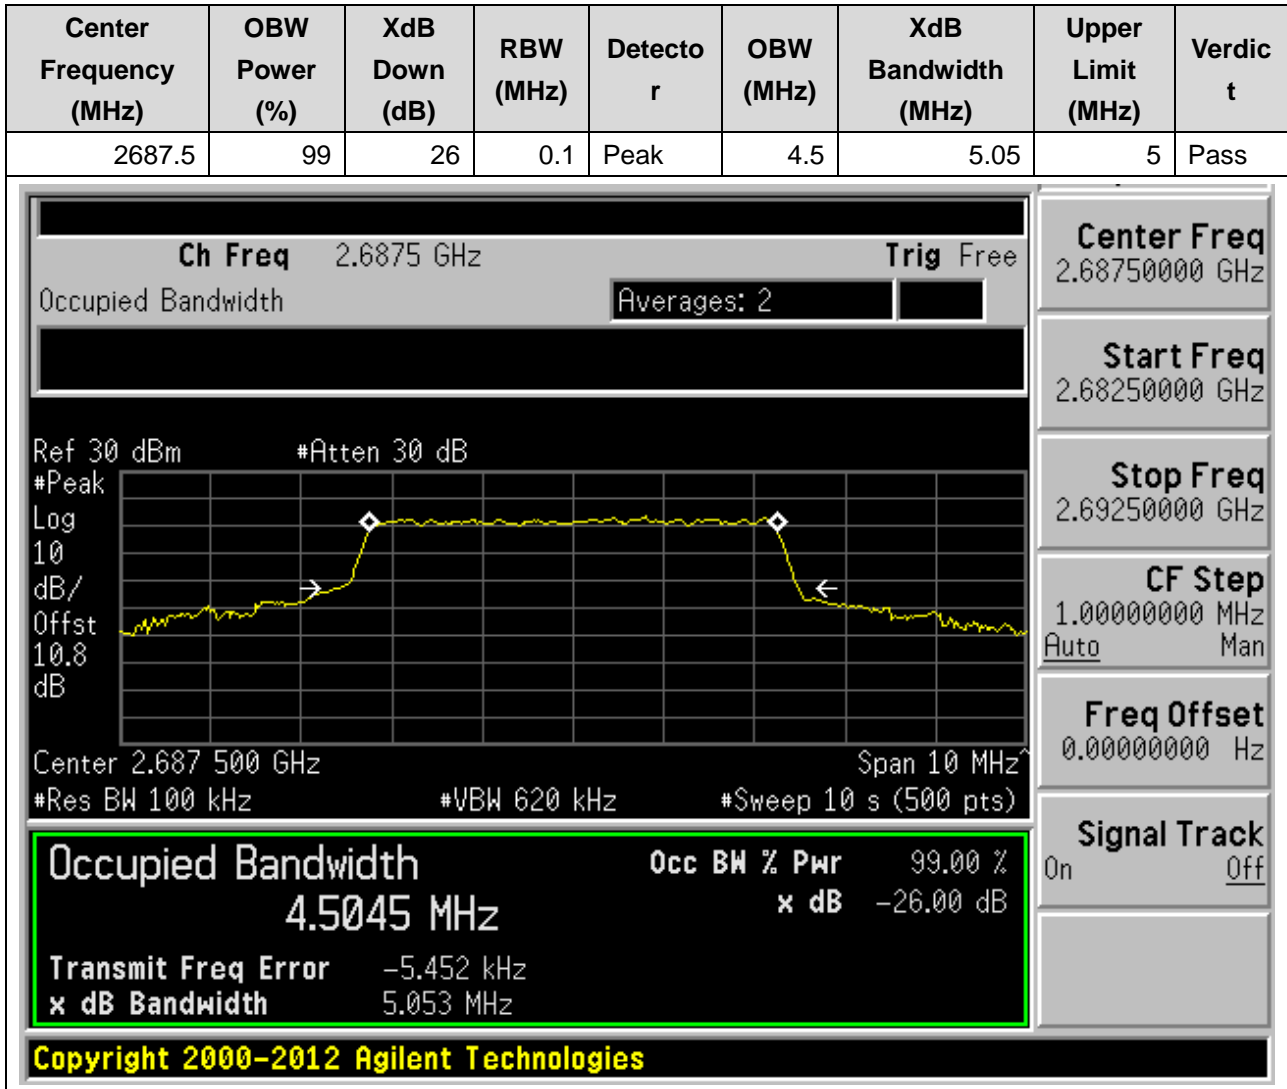 Center Frequency (MHz) OBW Power (%) XdB Down (dB) RBW (MHz) Detector OBW (MHz) XdB Bandwidth (MHz) Upper Limit (MHz) Verdict
2687.5 99 26 0.1 Peak 4.5 5.05 5 Pass
Ch Freq 2.6875 GHz Trig Free
Occupied Bandwidth Averages: 2
Ref 30 dBm #Atten 30 dB
#Peak
Log
10
dB/
Offst
10.8
dB
Center 2.687 500 GHz Span 10 MHz^
#Res BW 100 kHz #VBW 620 kHz #Sweep 10 s (500 pts)
Occupied Bandwidth Occ BW % Pwr 99.00 %
4.5045 MHz x dB -26.00 dB
Transmit Freq Error -5.452 kHz
x dB Bandwidth 5.053 MHz
Copyright 2000-2012 Agilent Technologies
Center Freq
2.68750000 GHz
Start Freq
2.68250000 GHz
Stop Freq
2.69250000 GHz
CF Step
1.00000000 MHz
Auto Man
Freq Offset
0.00000000 Hz
Signal Track
On Off